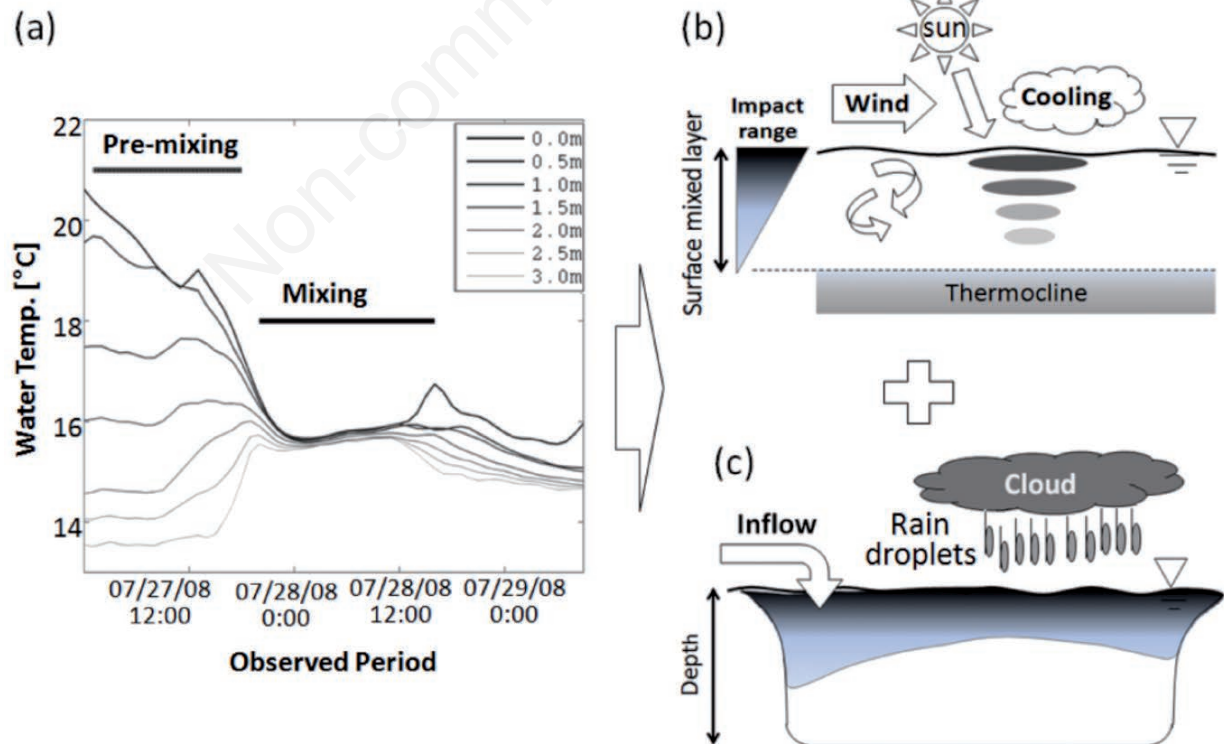 (a)
Non-comm
22
20
18
16
14
Water Temp. [°C]
Pre-mixing
Mixing
0.0m
0.5m
1.0m
1.5m
2.0m
2.5m
3.0m
07/27/08
12:00
07/28/08
0:00
07/28/08
12:00
07/29/08
0:00
Observed Period
(b)
sun
Impact
range
Wind
Cooling
Surface mixed layer
Thermocline
(c)
Cloud
Inflow
Rain
droplets
Depth